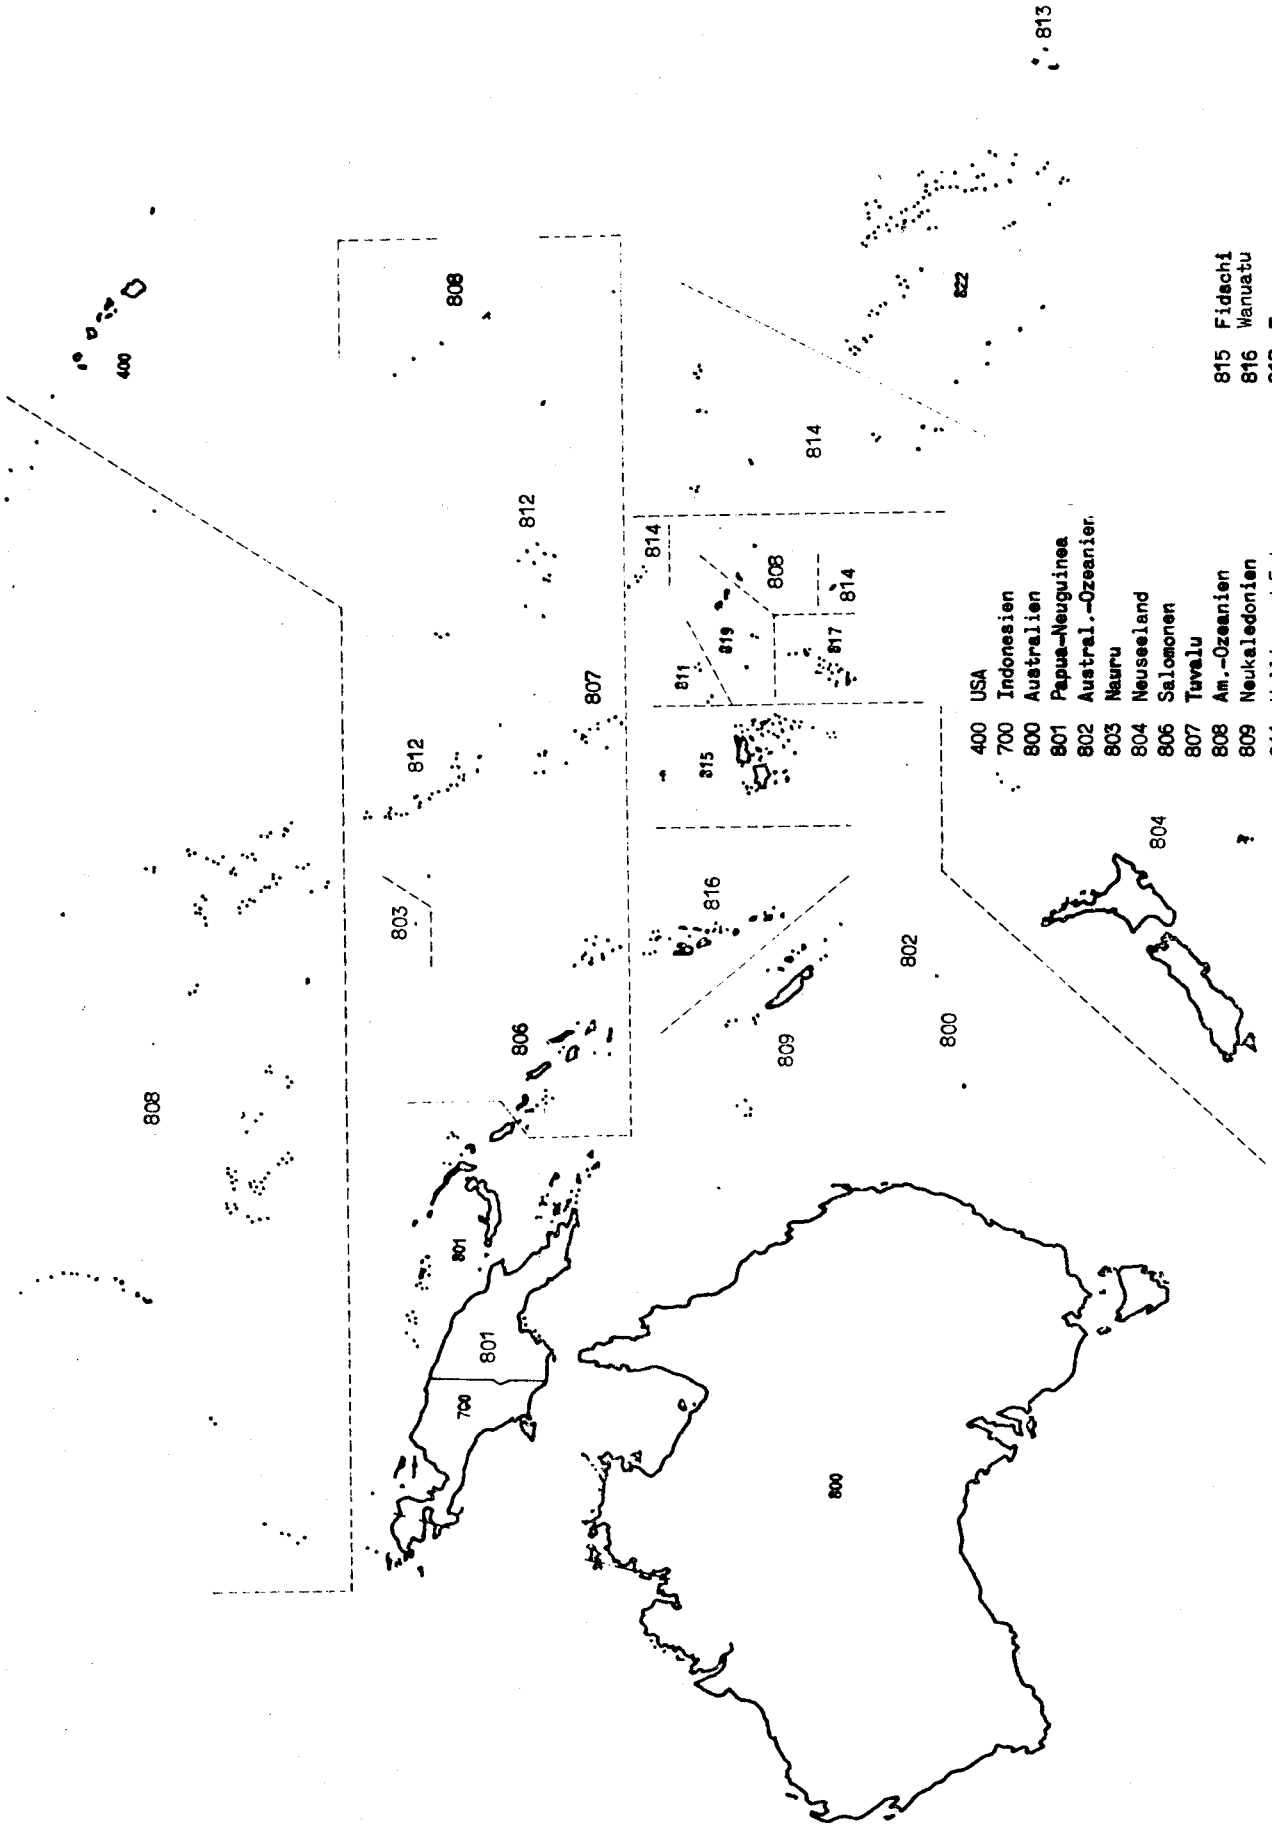 813
400
808
822
812
814
814
808
814
819
811
817
807
812
815
803
816
806
802
809
800
808
804
801
801
700
800
400 USA
700 Indonesien
800 Australien
801 Papua-Neuguinea
802 Austral.-Ozeanien
803 Nauru
804 Neuseeland
806 Salomonen
807 Tuvalu
808 Am.-Ozeanien
809 Neukaledonien
815 Fidschi
816 Wanuatu